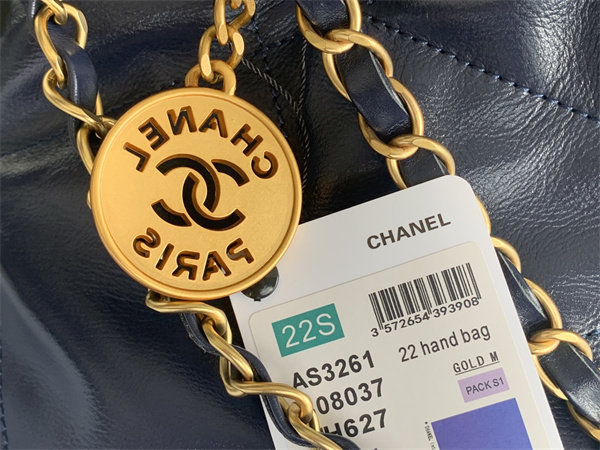 CHANEL
PARIS
CHANEL
22S
3 572654 393908
AS3261
22 hand bag
08037
GOLD M
H627
PACK S1